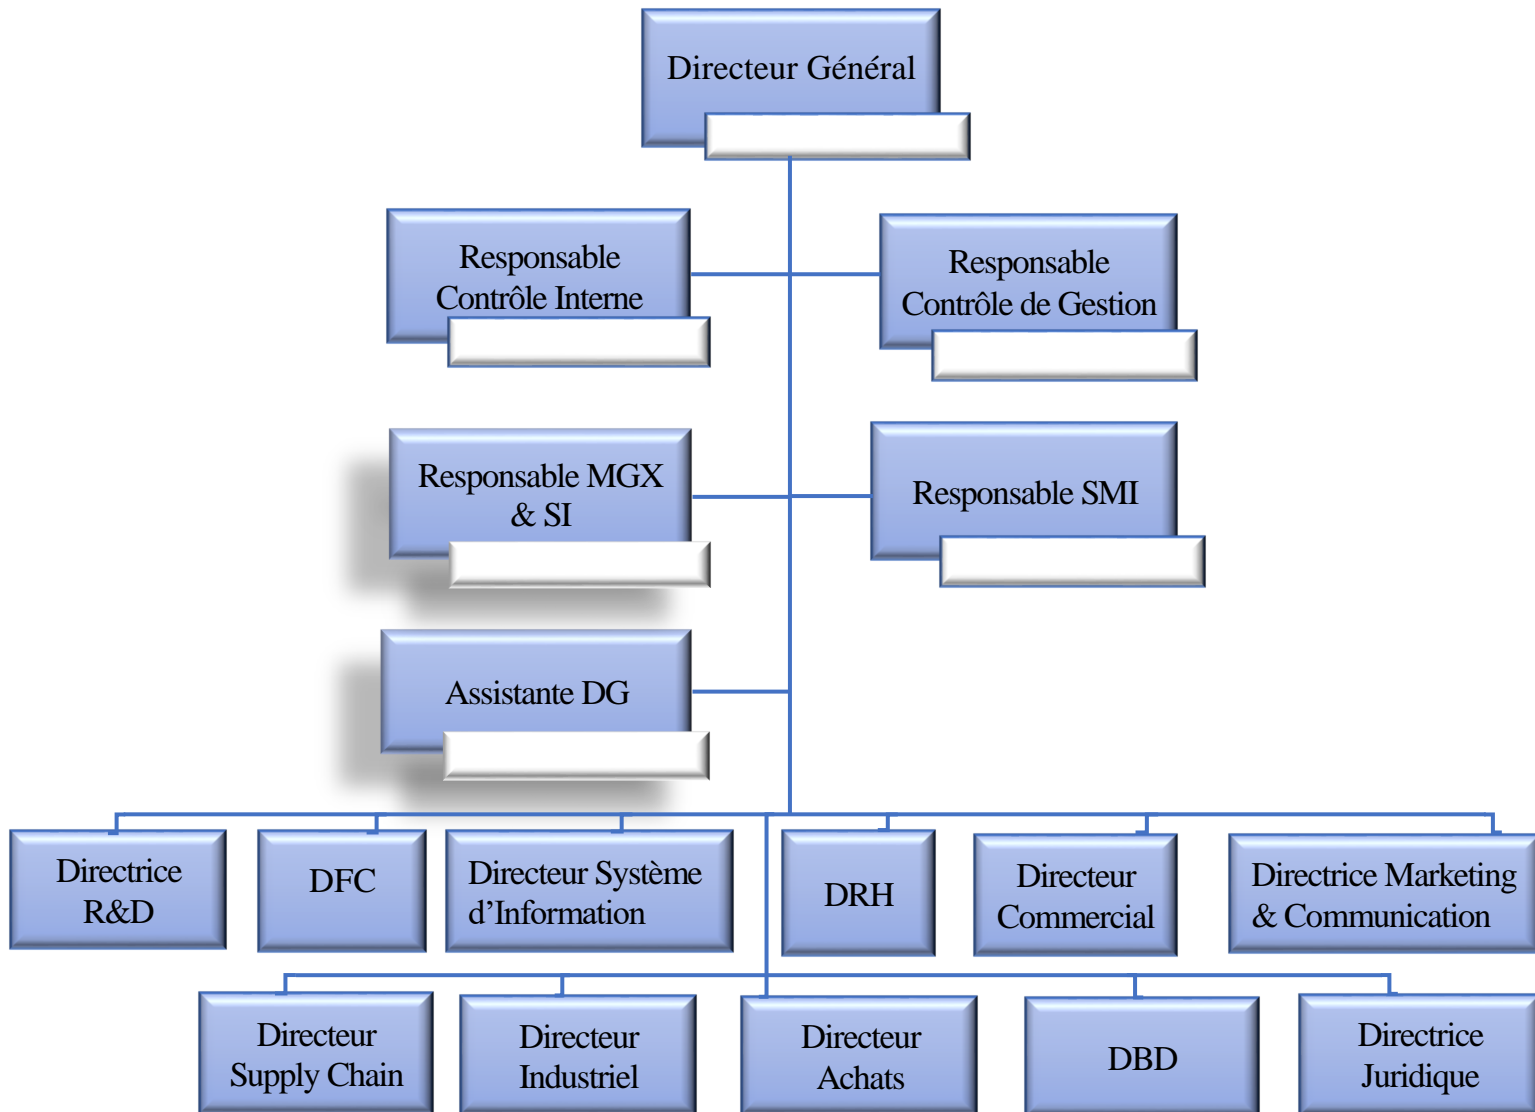 Directeur Général
Responsable
Contrôle Interne
Responsable
Contrôle de Gestion
Responsable MGX
& SI
Responsable SMI
Assistante DG
Directrice
R&D
DFC
Directeur Système
d’Information
DRH
Directeur
Commercial
Directrice Marketing
& Communication
Directeur
Supply Chain
Directeur
Industriel
Directeur
Achats
DBD
Directrice
Juridique